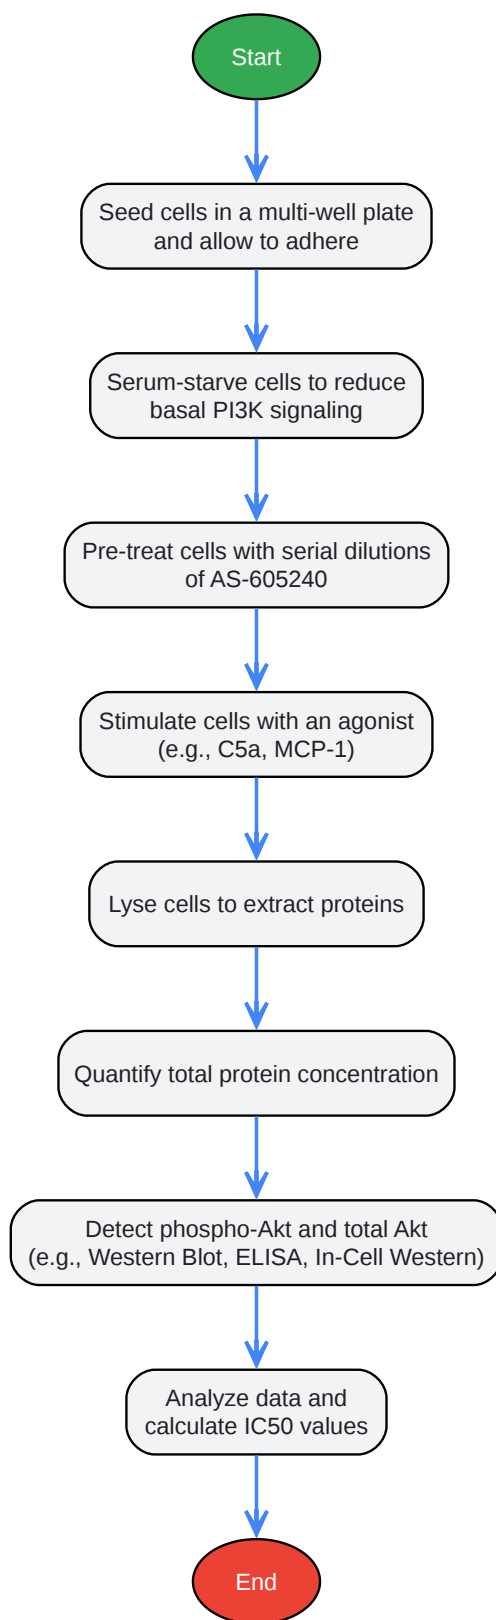 Start
Seed cells in a multi-well plate
and allow to adhere
Serum-starve cells to reduce
basal PI3K signaling
Pre-treat cells with serial dilutions
of AS-605240
Stimulate cells with an agonist
(e.g., C5a, MCP-1)
Lyse cells to extract proteins
Quantify total protein concentration
Detect phospho-Akt and total Akt
(e.g., Western Blot, ELISA, In-Cell Western)
Analyze data and
calculate IC50 values
End